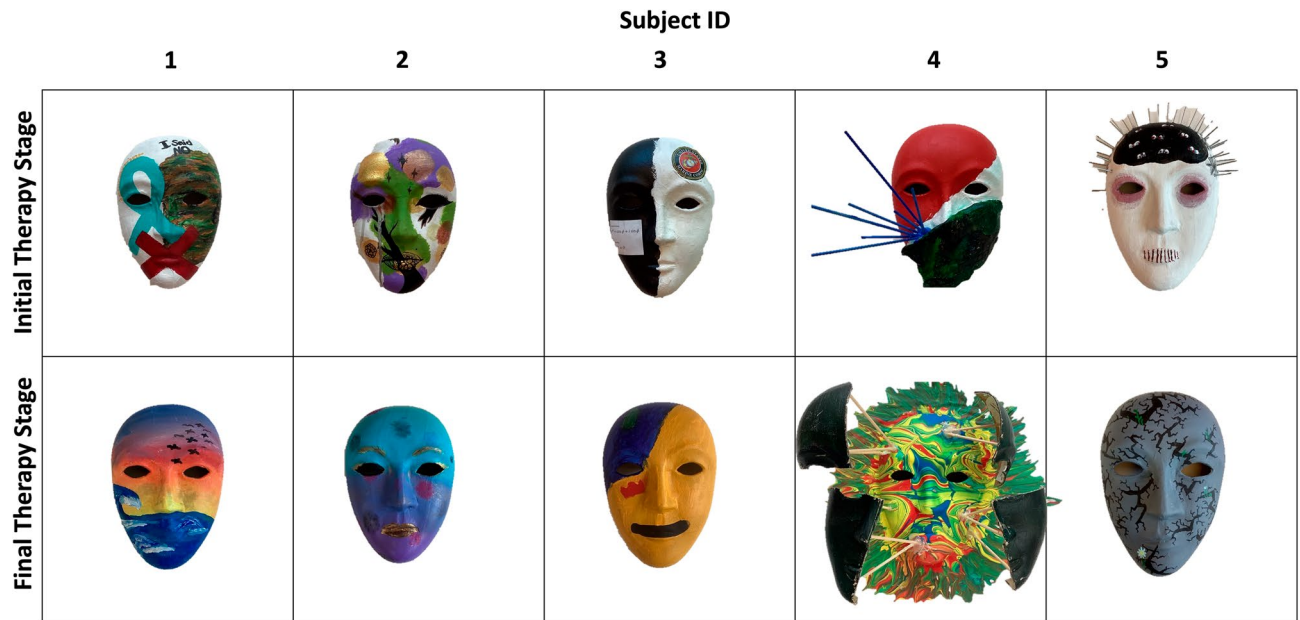 Subject ID
1 2 3 4 5
Initial Therapy Stage
I Said
NO
Final Therapy Stage